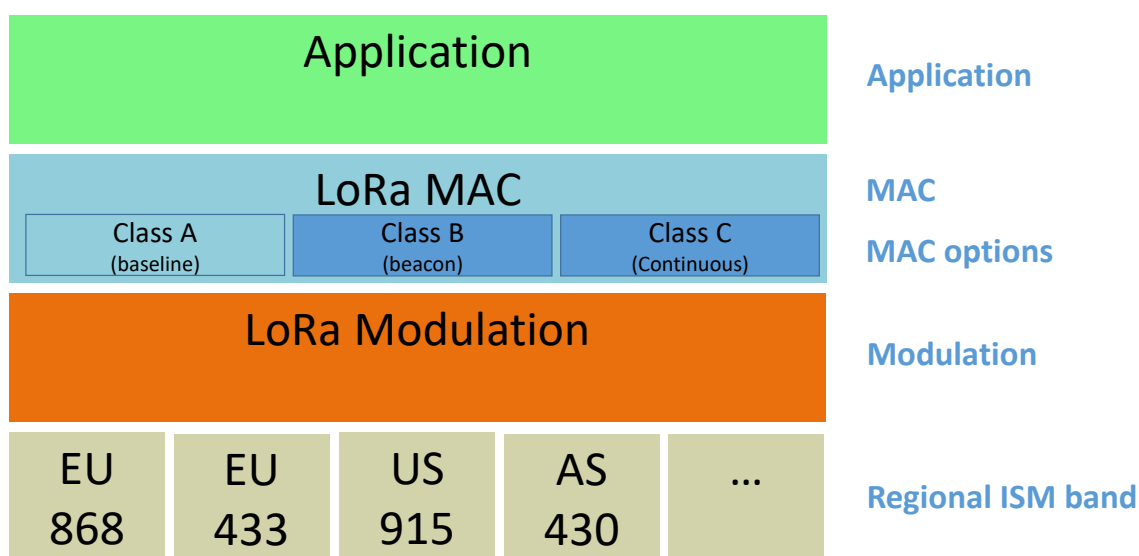 Application
Application
LoRa MAC
MAC
Class A
(baseline)
Class B
(beacon)
Class C
(Continuous)
MAC options
LoRa Modulation
Modulation
EU
868
EU
433
US
915
AS
430
...
Regional ISM band